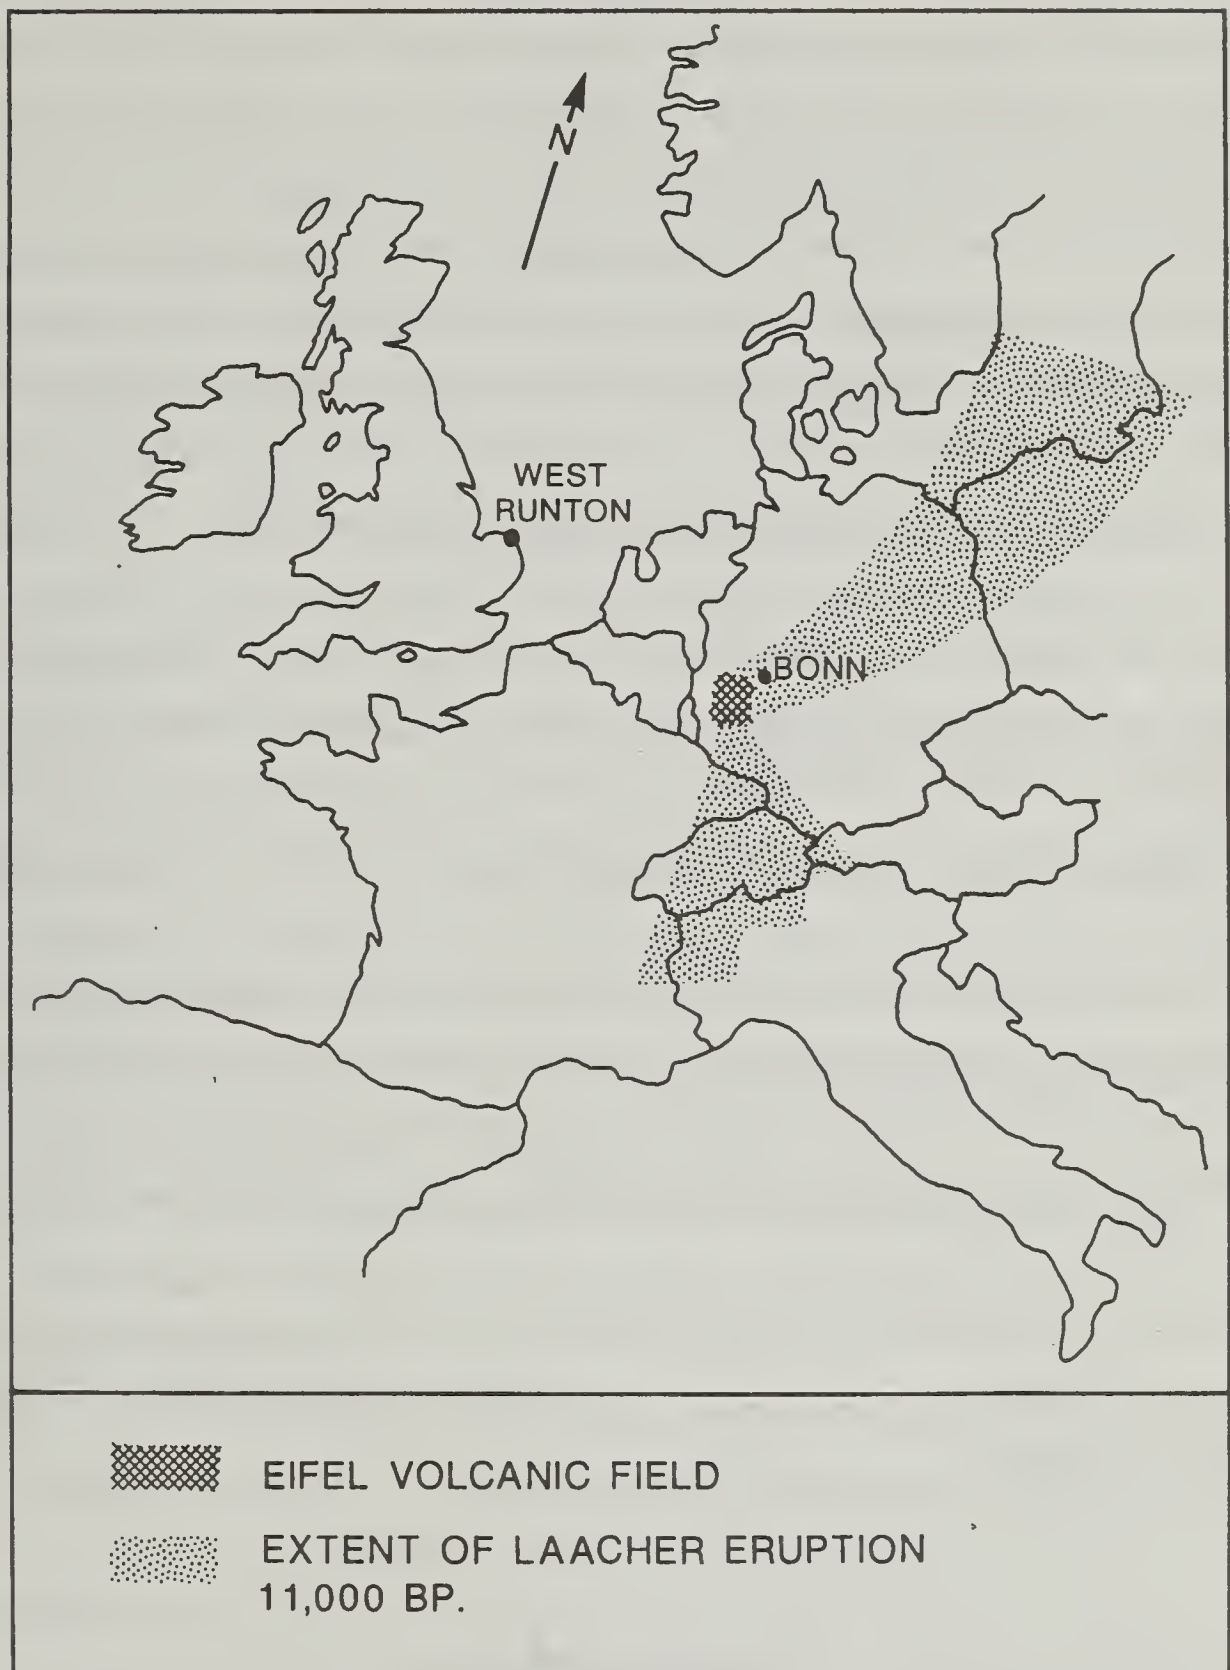 N
WEST
RUNTON
BONN
EIFEL VOLCANIC FIELD
EXTENT OF LAACHER ERUPTION
11,000 BP.